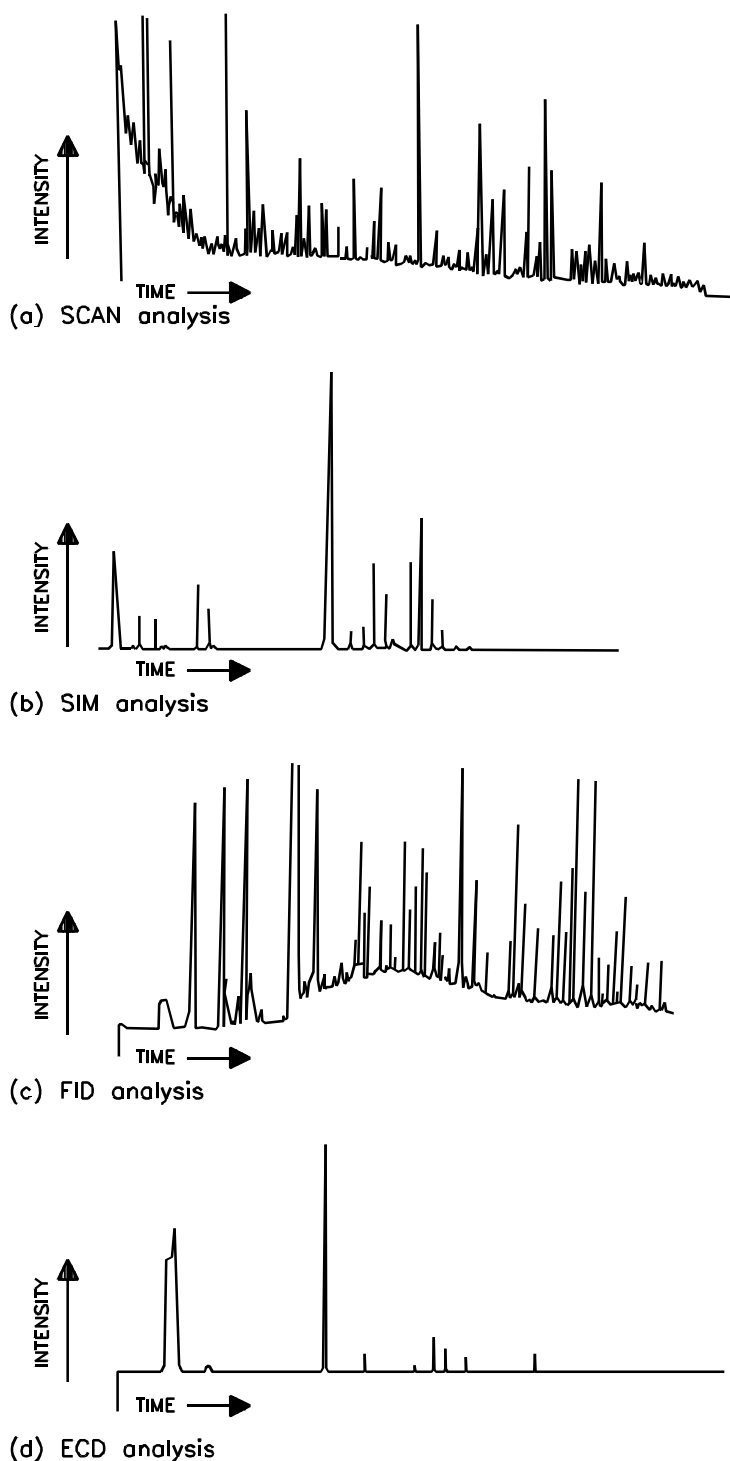 INTENSITY
TIME
(a) SCAN analysis
INTENSITY
TIME
(b) SIM analysis
INTENSITY
TIME
(c) FID analysis
INTENSITY
TIME
(d) ECD analysis